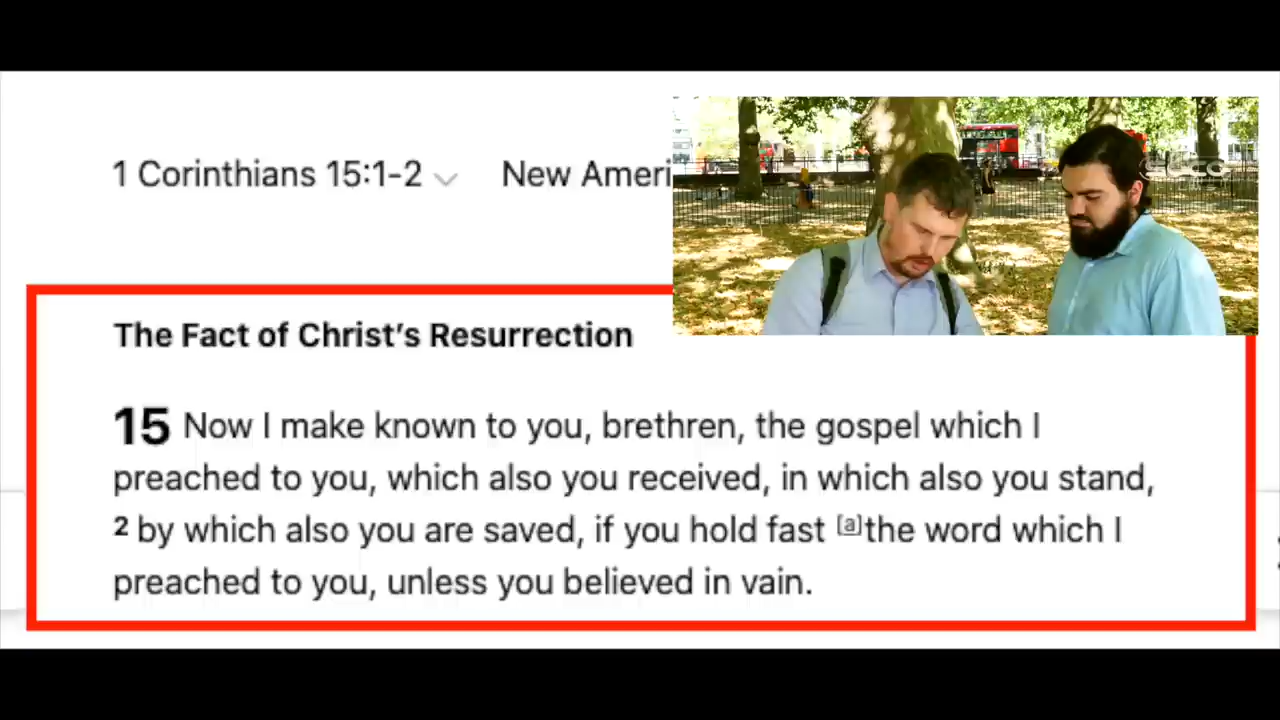 1 Corinthians 15:1-2 New Ameri
SOCO
The Fact of Christ’s Resurrection
15 Now I make known to you, brethren, the gospel which I
preached to you, which also you received, in which also you stand,
2 by which also you are saved, if you hold fast [a]the word which I
preached to you, unless you believed in vain.